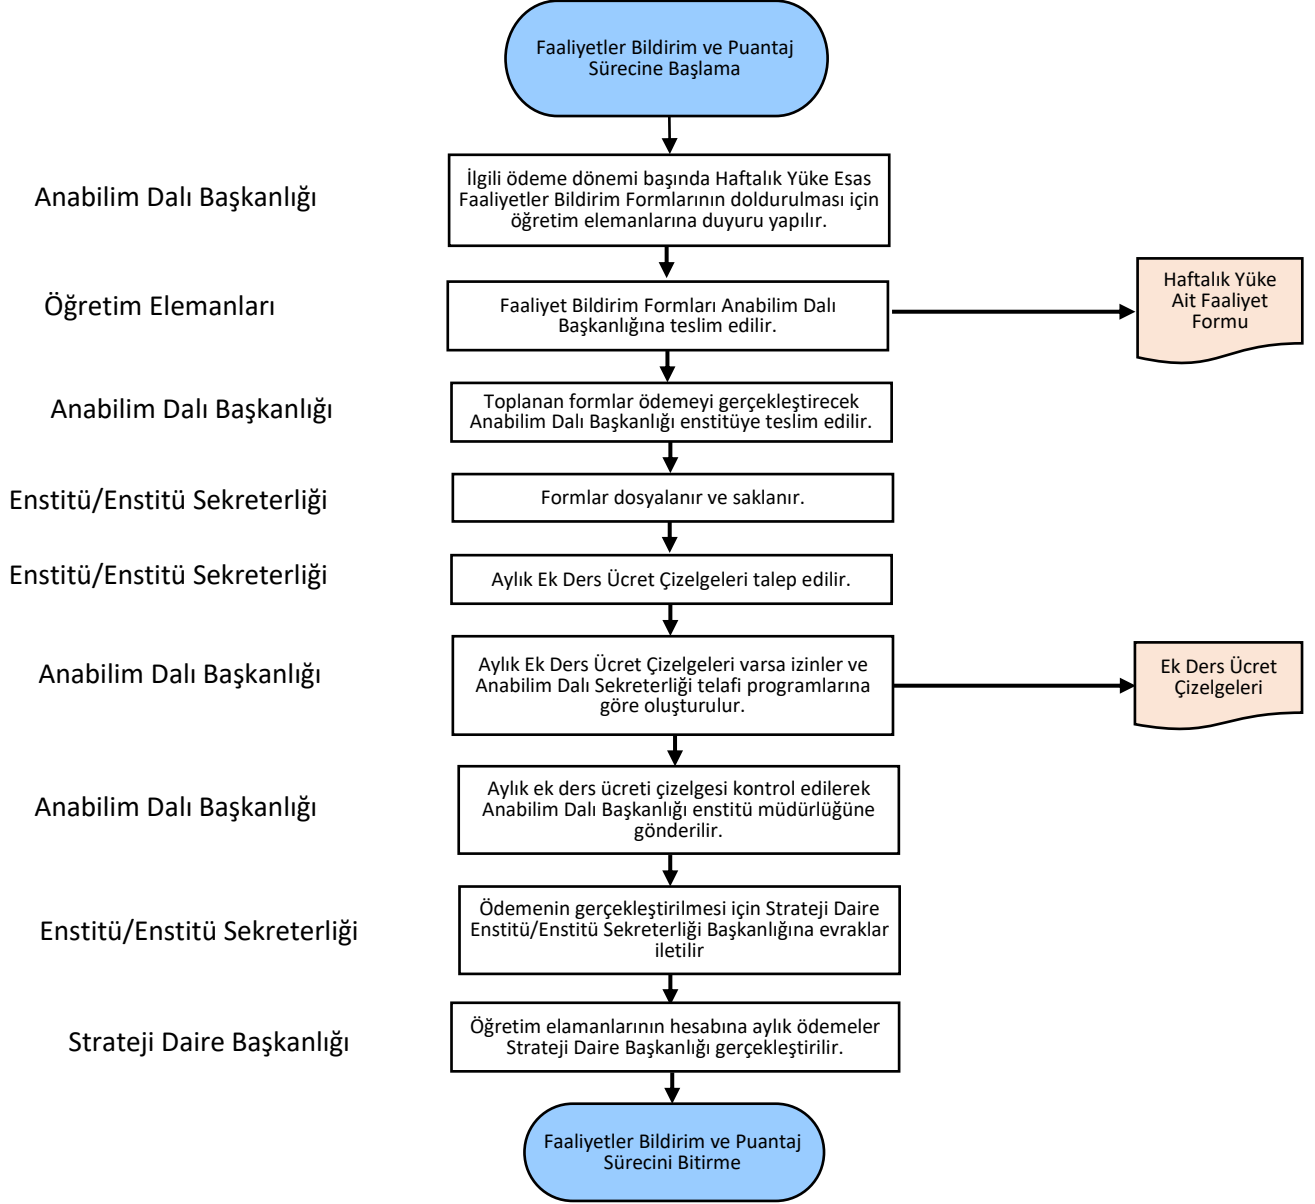 Faaliyetler Bildirim ve Puantaj
Sürecine Başlama
Anabilim Dalı Başkanlığı
İlgili ödeme dönemi başında Haftalık Yüke Esas
Faaliyetler Bildirim Formlarının doldurulması için
öğretim elemanlarına duyuru yapılır.
Öğretim Elemanları
Faaliyet Bildirim Formları Anabilim Dalı
Başkanlığına teslim edilir.
Haftalık Yüke
Ait Faaliyet
Formu
Anabilim Dalı Başkanlığı
Toplanan formlar ödemeyi gerçekleştirecek
Anabilim Dalı Başkanlığı enstitüye teslim edilir.
Enstitü/Enstitü Sekreterliği
Formlar dosyalanır ve saklanır.
Enstitü/Enstitü Sekreterliği
Aylık Ek Ders Ücret Çizelgeleri talep edilir.
Anabilim Dalı Başkanlığı
Aylık Ek Ders Ücret Çizelgeleri varsa izinler ve
Anabilim Dalı Sekreterliği telafi programlarına
göre oluşturulur.
Ek Ders Ücret
Çizelgeleri
Anabilim Dalı Başkanlığı
Aylık ek ders ücreti çizelgesi kontrol edilerek
Anabilim Dalı Başkanlığı enstitü müdürlüğüne
gönderilir.
Enstitü/Enstitü Sekreterliği
Ödemenin gerçekleştirilmesi için Strateji Daire
Enstitü/Enstitü Sekreterliği Başkanlığına evraklar
iletilir
Strateji Daire Başkanlığı
Öğretim elamanlarının hesabına aylık ödemeler
Strateji Daire Başkanlığı gerçekleştirilir.
Faaliyetler Bildirim ve Puantaj
Sürecini Bitirme